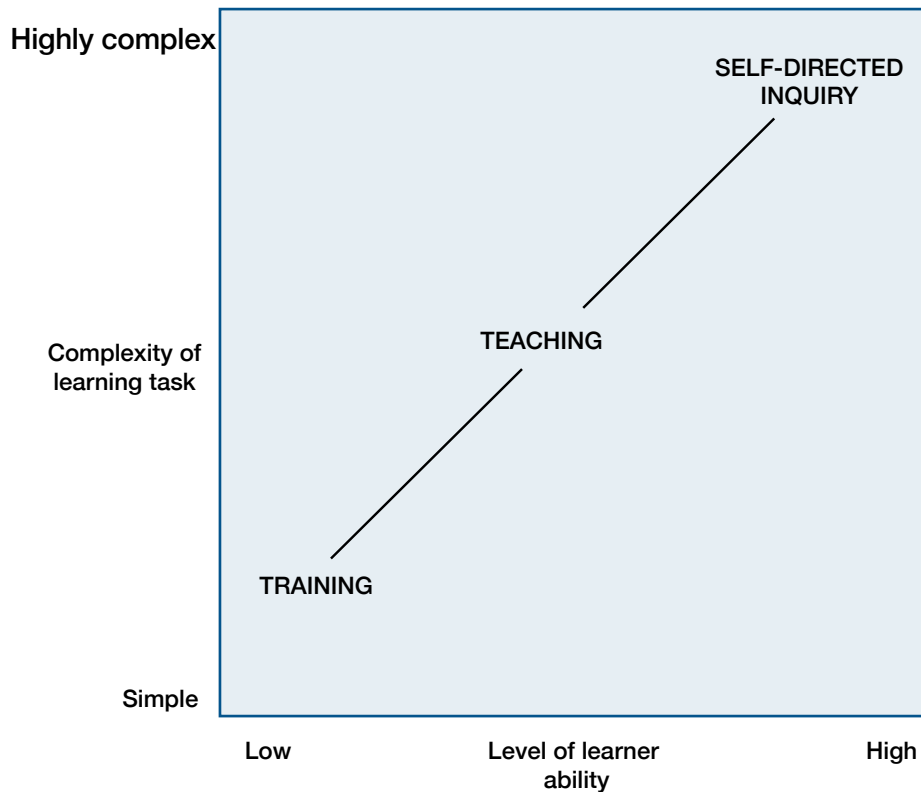 Highly complex
SELF-DIRECTED
INQUIRY
TEACHING
Complexity of
learning task
TRAINING
Simple
Low
Level of learner
ability
High